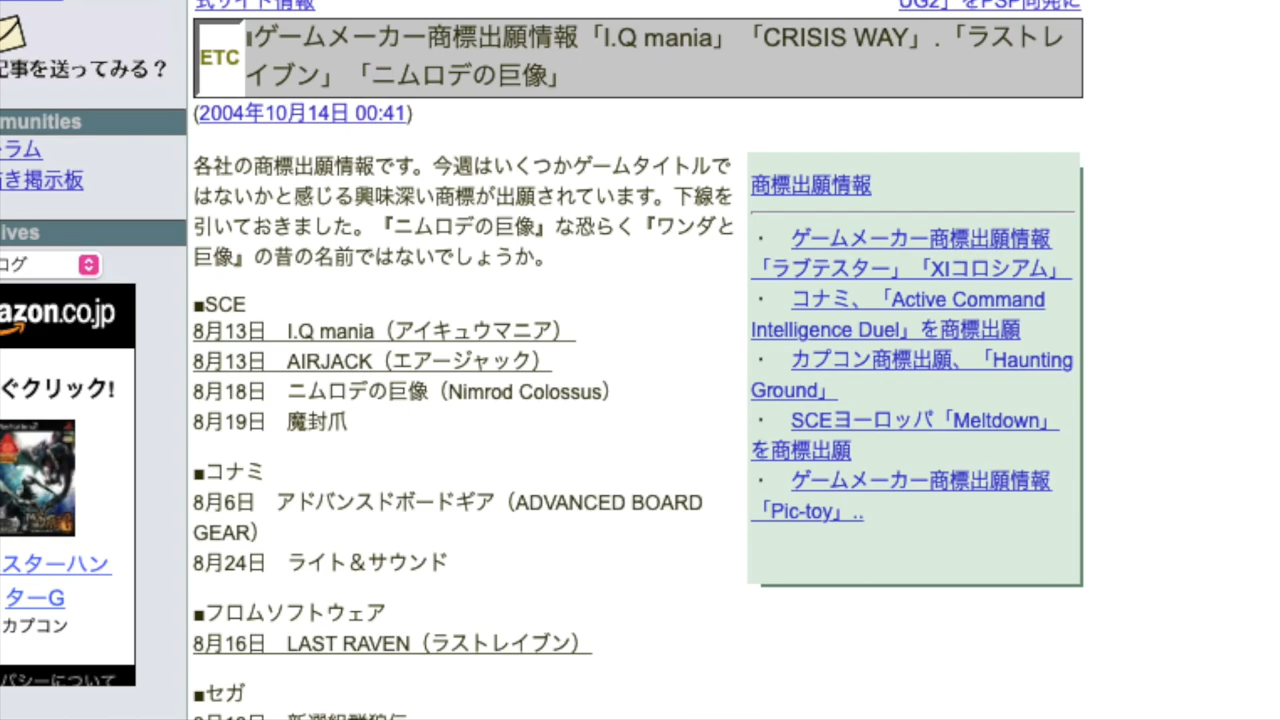 式サイト情報
UG2」をPSP同発に
記事を送ってみる？
ETC
ゲームメーカー商標出願情報「I.Q mania」「CRISIS WAY」.「ラストレ
イブン」「ニムロデの巨像」
(2004年10月14日 00:41)
munities
ラム
き掲示板
ives
ログ
azon.co.jp
ぐクリック!
スターハン
ターG
カプコン
バシーについて
各社の商標出願情報です。今週はいくつかゲームタイトルで
はないかと感じる興味深い商標が出願されています。下線を
引いておきました。『ニムロデの巨像』な恐らく『ワンダと
巨像』の昔の名前ではないでしょうか。
■SCE
8月13日　I.Q mania（アイキュウマニア）
8月13日　AIRJACK（エアージャック）
8月18日　ニムロデの巨像（Nimrod Colossus）
8月19日　魔封爪
■コナミ
8月6日　アドバンスドボードギア（ADVANCED BOARD
GEAR）
8月24日　ライト＆サウンド
■フロムソフトウェア
8月16日　LAST RAVEN（ラストレイブン）
■セガ
商標出願情報
・　ゲームメーカー商標出願情報
「ラブテスター」「XIコロシアム」
・　コナミ、「Active Command
Intelligence Duel」を商標出願
・　カプコン商標出願、「Haunting
Ground」
・　SCEヨーロッパ「Meltdown」
を商標出願
・　ゲームメーカー商標出願情報
「Pic-toy」..